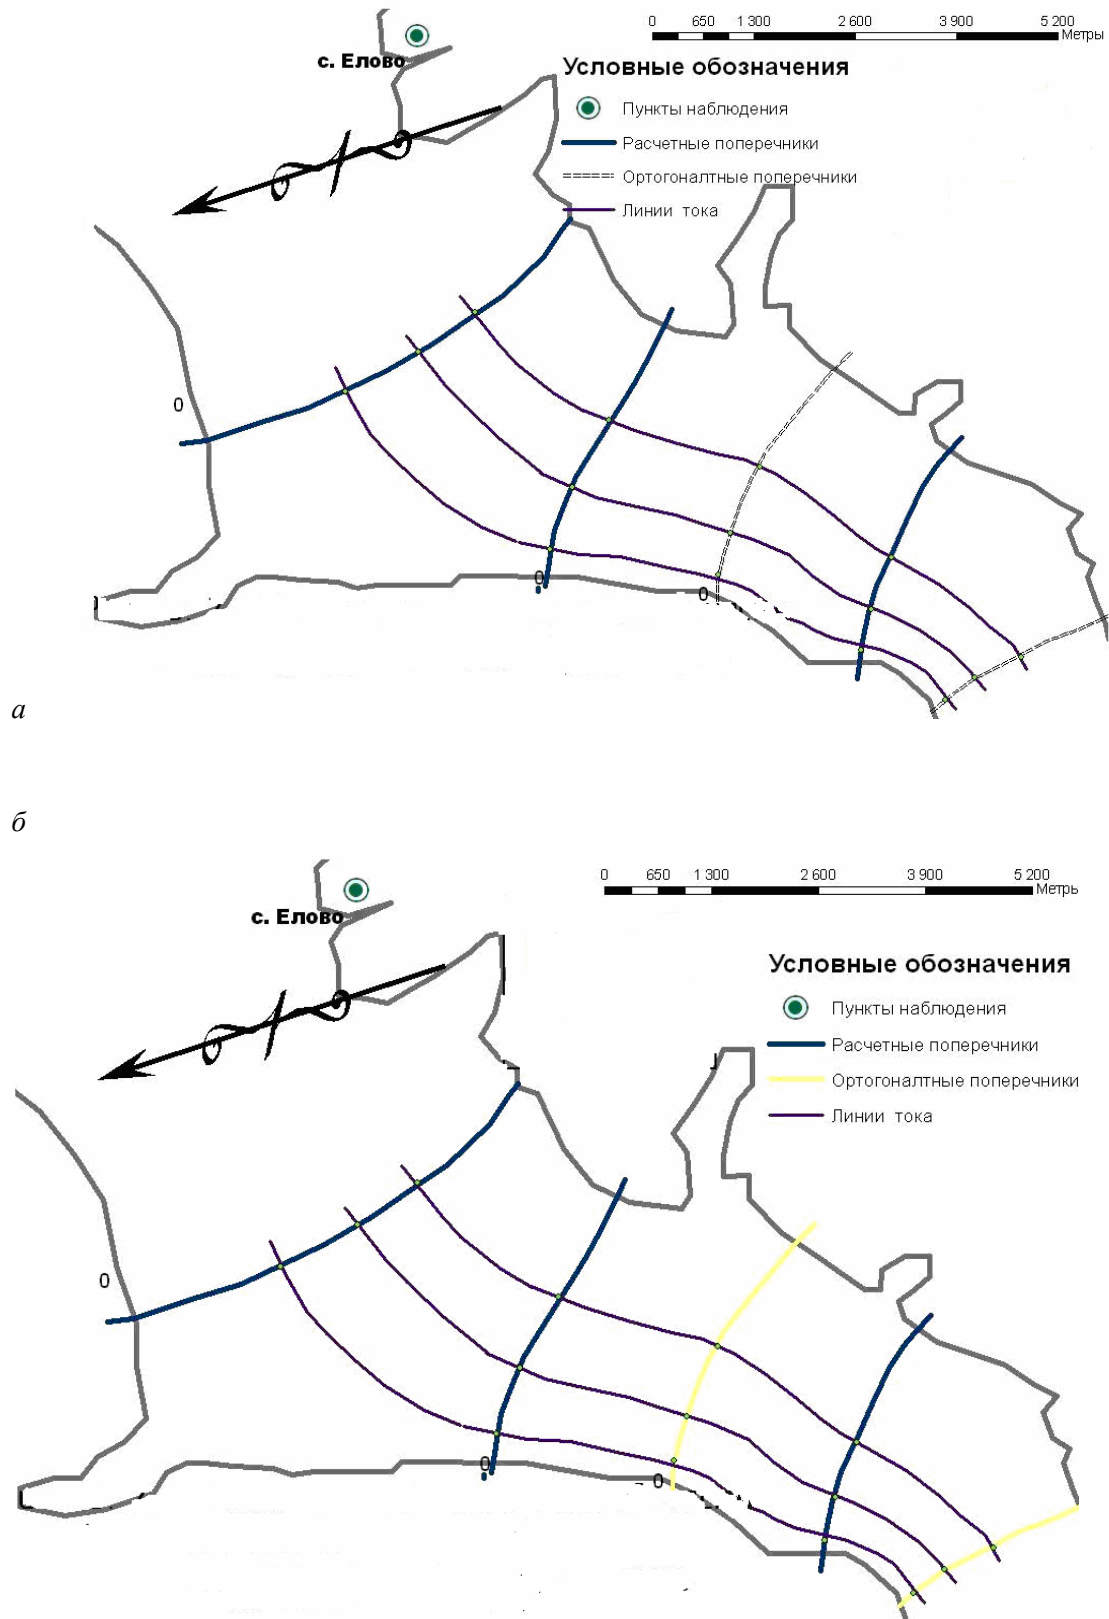 0 650 1 300 2 600 3 900 5 200
Метры
с. Елово
Условные обозначения
Пункты наблюдения
Расчетные поперечники
Ортогоналтные поперечники
Линии тока
0
0
0
а
б
0 650 1 300 2 600 3 900 5 200
Метры
с. Елово
Условные обозначения
Пункты наблюдения
Расчетные поперечники
Ортогоналтные поперечники
Линии тока
0
0
0